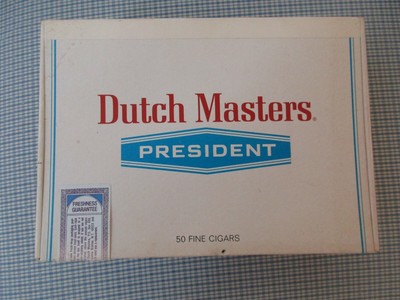 Dutch Masters®
PRESIDENT
FRESHNESS
GUARANTEE
50 FINE CIGARS